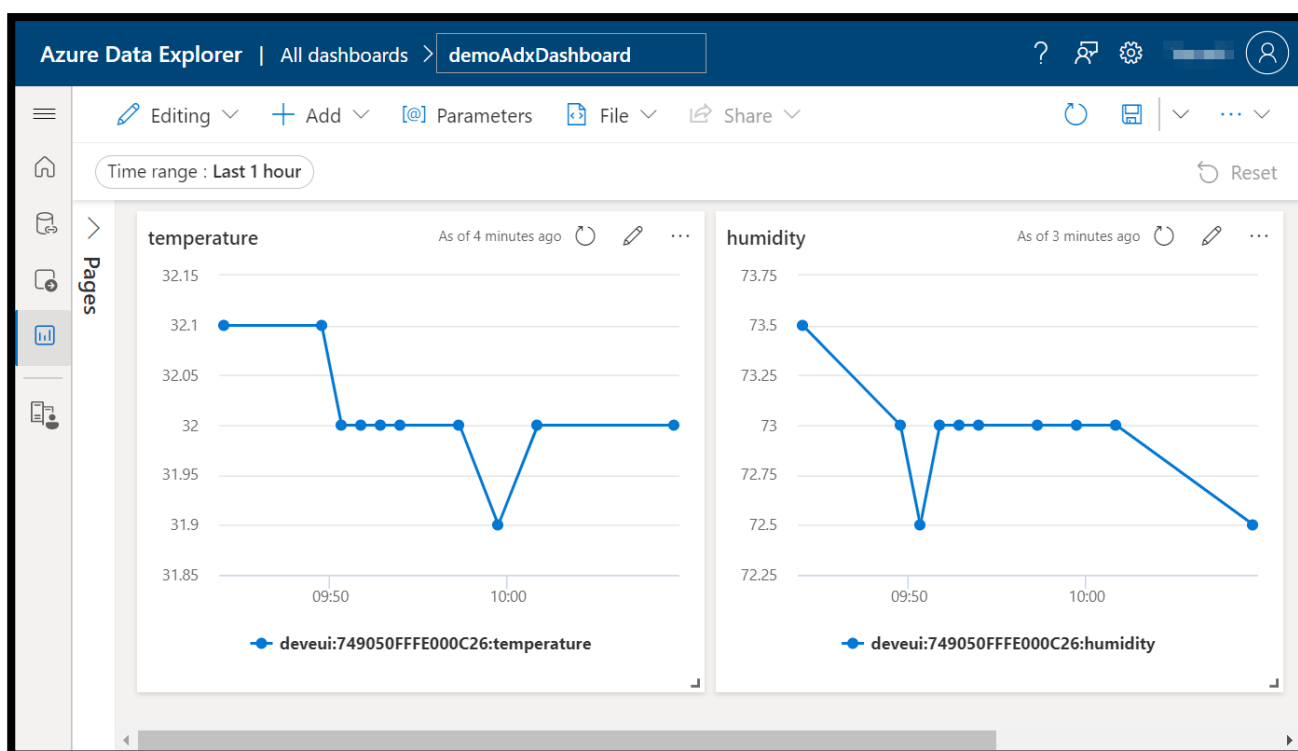 Azure Data Explorer | All dashboards > demoAdxDashboard
Editing Add [@] Parameters File Share
Time range : Last 1 hour Reset
Pages
temperature As of 4 minutes ago
32.15
32.1
32.05
32
31.95
31.9
31.85
09:50 10:00
deveui:749050FFFE000C26:temperature
humidity As of 3 minutes ago
73.75
73.5
73.25
73
72.75
72.5
72.25
09:50 10:00
deveui:749050FFFE000C26:humidity